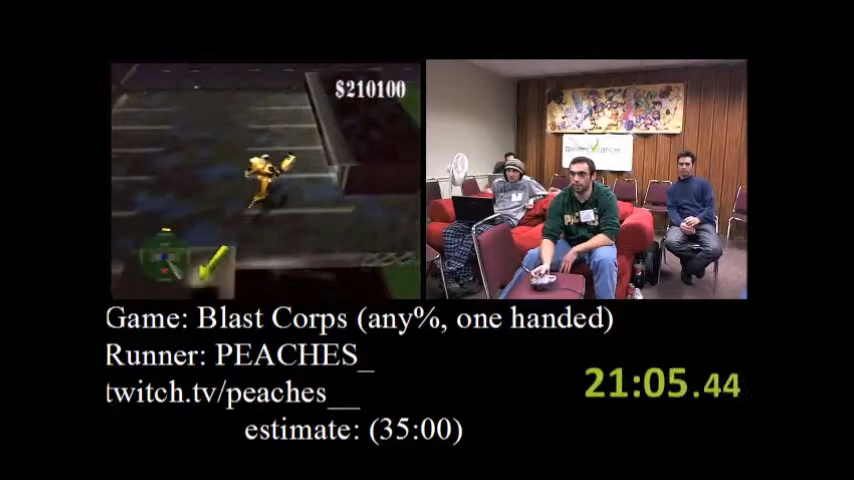 $210100
Game: Blast Corps (any%, one handed)
Runner: PEACHES_
twitch.tv/peaches__
21:05.44
estimate: (35:00)